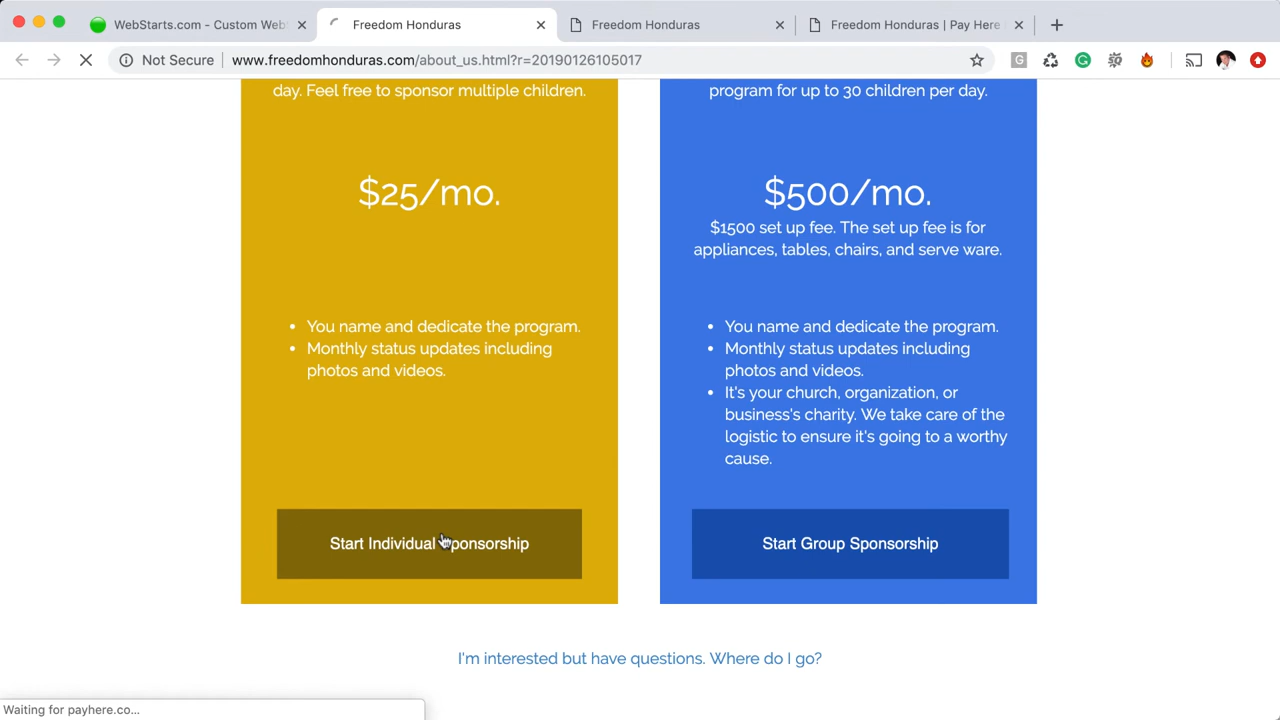 WebStarts.com - Custom Webs
Freedom Honduras
Freedom Honduras
Freedom Honduras | Pay Here
Not Secure
www.freedomhonduras.com/about_us.html?r=20190126105017
day. Feel free to sponsor multiple children.
$25/mo.
• You name and dedicate the program.
• Monthly status updates including
photos and videos.
Start Individual Sponsorship
program for up to 30 children per day.
$500/mo.
$1500 set up fee. The set up fee is for
appliances, tables, chairs, and serve ware.
• You name and dedicate the program.
• Monthly status updates including
photos and videos.
• It's your church, organization, or
business's charity. We take care of the
logistic to ensure it's going to a worthy
cause.
Start Group Sponsorship
I'm interested but have questions. Where do I go?
Waiting for payhere.co...